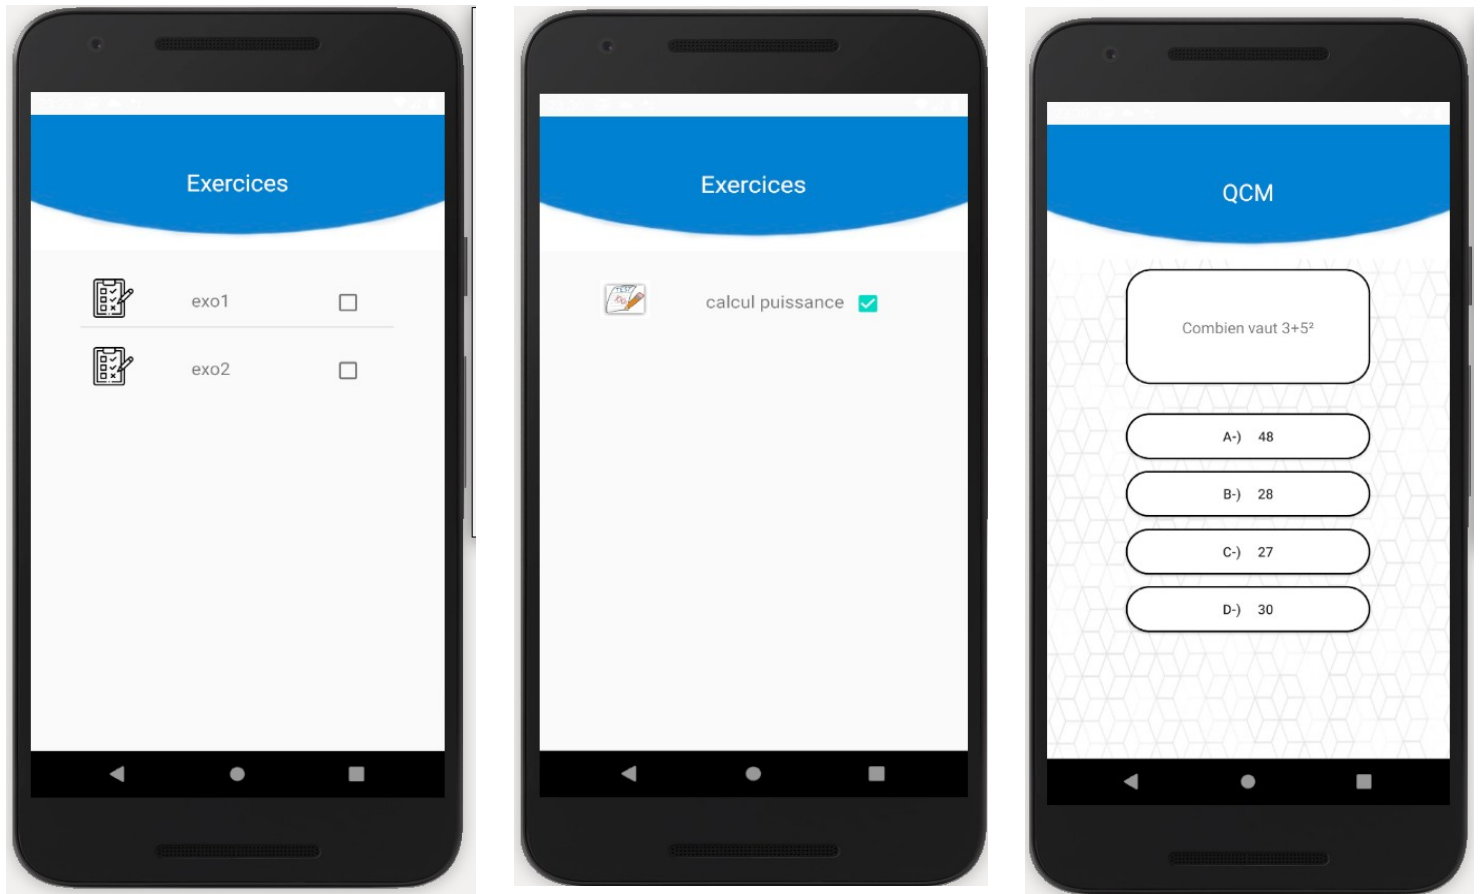 Exercices
exo1
exo2
Exercices
calcul puissance
QCM
Combien vaut 3+5²
A-) 48
B-) 28
C-) 27
D-) 30